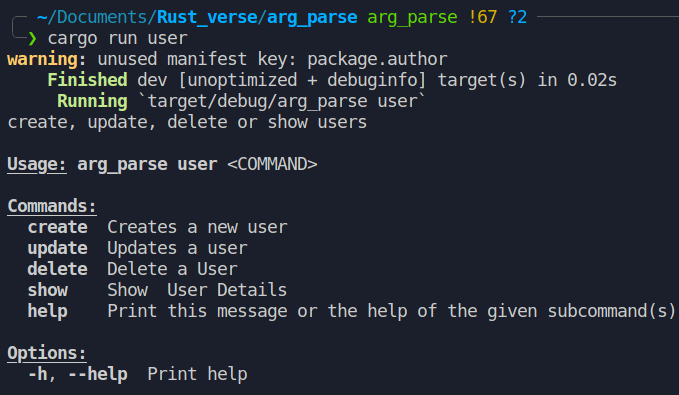 ~/Documents/Rust_verse/arg_parse arg_parse !67 ?2
❯ cargo run user
warning: unused manifest key: package.author
Finished dev [unoptimized + debuginfo] target(s) in 0.02s
Running `target/debug/arg_parse user`
create, update, delete or show users
Usage: arg_parse user <COMMAND>
Commands:
create  Creates a new user
update  Updates a user
delete  Delete a User
show    Show  User Details
help    Print this message or the help of the given subcommand(s)
Options:
-h, --help  Print help